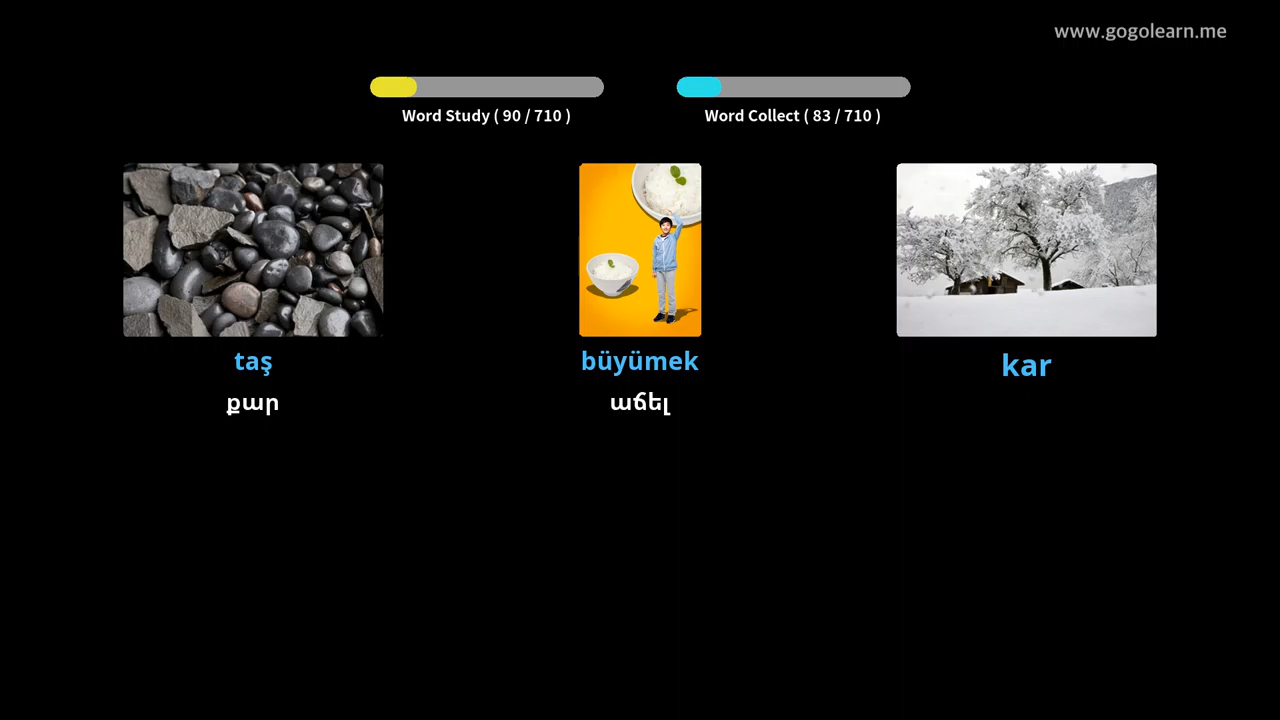 www.gogolearn.me
Word Study ( 90 / 710 )
Word Collect ( 83 / 710 )
taş
büyümek
kar
քար
աճել